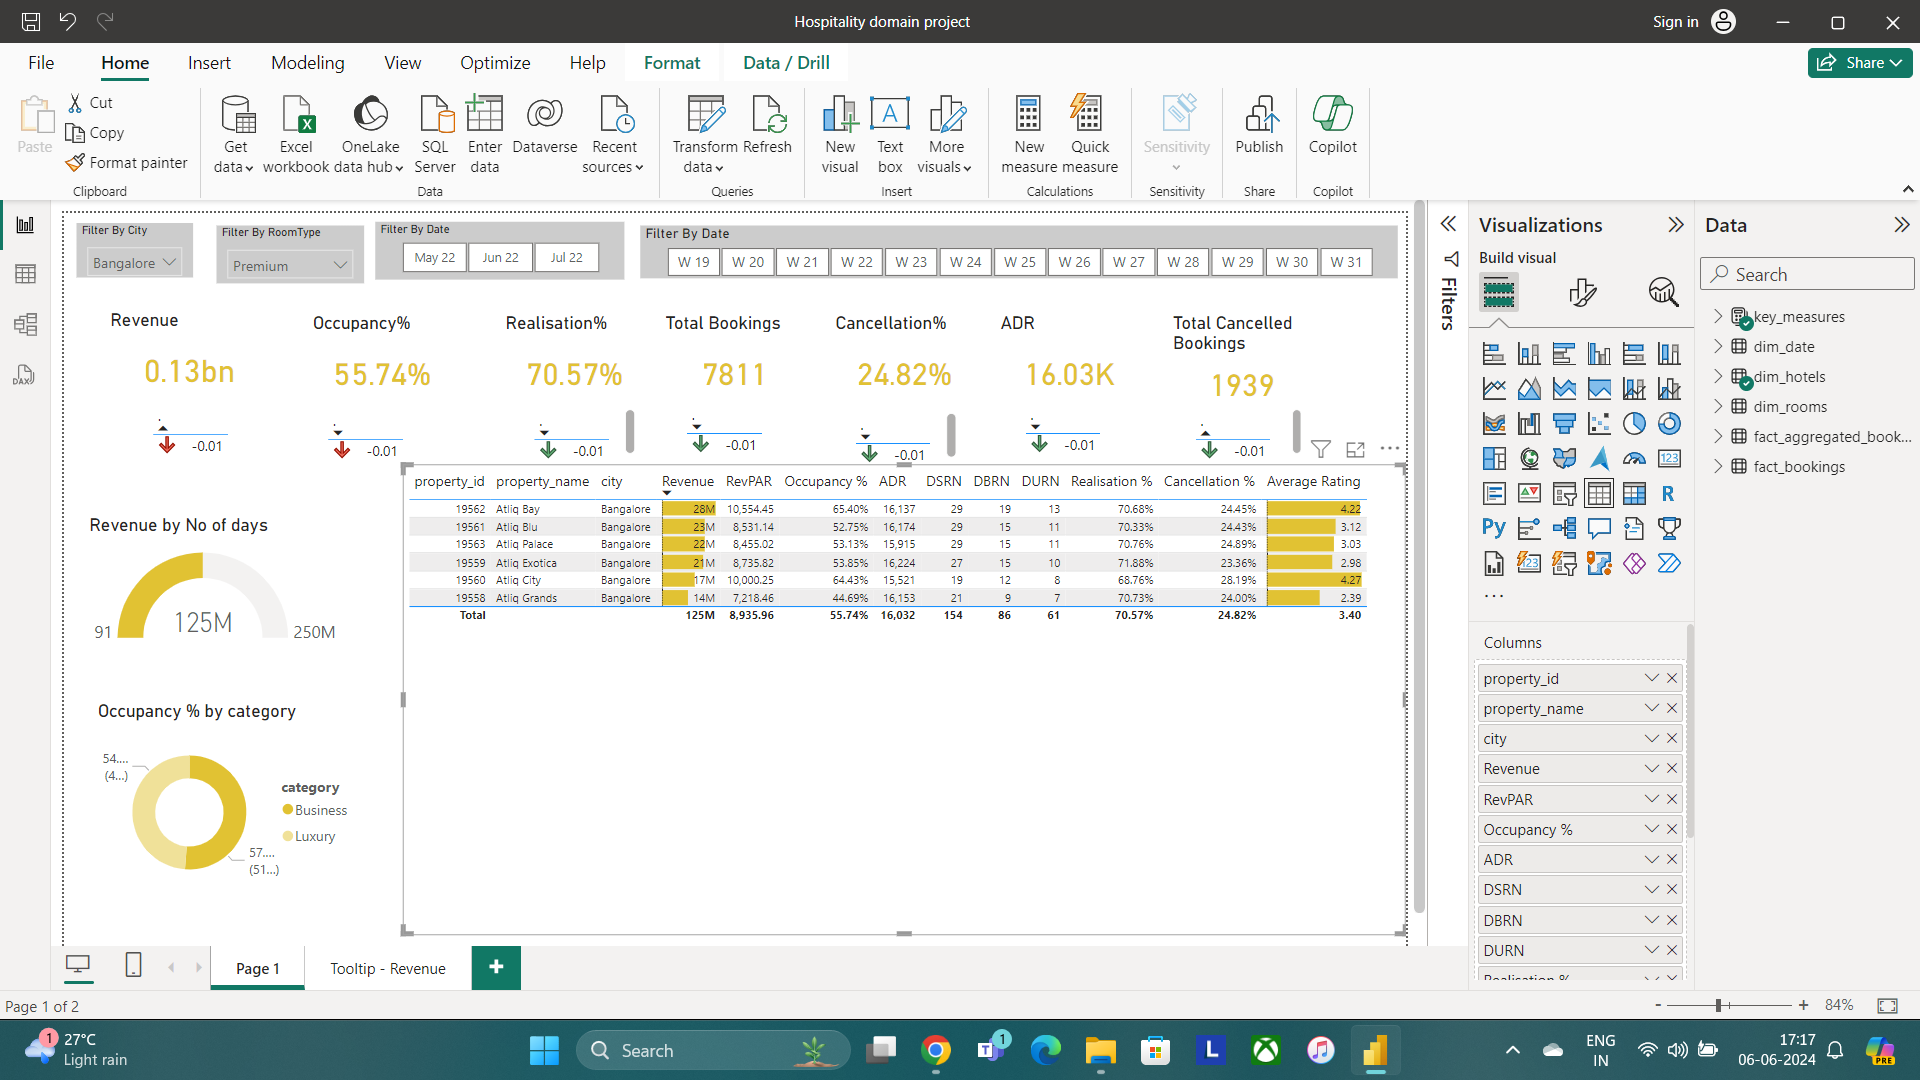 Hospitality domain project
Sign in
File Home Insert Modeling View Optimize Help Format Data / Drill
Share
Paste
Cut
Copy
Format painter
Clipboard
Get data
Excel workbook
OneLake data hub
SQL Server
Enter data
Dataverse
Recent sources
Data
Transform data
Refresh
Queries
New visual
Text box
More visuals
Insert
New measure
Quick measure
Calculations
Sensitivity
Sensitivity
Publish
Share
Copilot
Copilot
Filter By City
Bangalore
Filter By RoomType
Premium
Filter By Date
May 22 Jun 22 Jul 22
Filter By Date
W 19 W 20 W 21 W 22 W 23 W 24 W 25 W 26 W 27 W 28 W 29 W 30 W 31
Revenue
0.13bn
-0.01
Occupancy%
55.74%
-0.01
Realisation%
70.57%
-0.01
Total Bookings
7811
-0.01
Cancellation%
24.82%
-0.01
ADR
16.03K
-0.01
Total Cancelled
Bookings
1939
-0.01
Revenue by No of days
125M
91
250M
Occupancy % by category
54....
(4...)
57....
(51...)
category
Business
Luxury
property_id property_name city Revenue RevPAR Occupancy % ADR DSRN DBRN DURN Realisation % Cancellation % Average Rating
19562 Atliq Bay Bangalore 28M 10,554.45 65.40% 16,137 29 19 13 70.68% 24.45% 4.22
19561 Atliq Blu Bangalore 23M 8,531.14 52.75% 16,174 29 15 11 70.33% 24.43% 3.12
19563 Atliq Palace Bangalore 22M 8,455.02 53.13% 15,915 29 15 11 70.76% 24.89% 3.03
19559 Atliq Exotica Bangalore 21M 8,735.82 53.85% 16,224 27 15 10 71.88% 23.36% 2.98
19560 Atliq City Bangalore 17M 10,000.25 64.43% 15,521 19 12 8 68.76% 28.19% 4.27
19558 Atliq Grands Bangalore 14M 7,218.46 44.69% 16,153 21 9 7 70.73% 24.00% 2.39
Total 125M 8,935.96 55.74% 16,032 154 86 61 70.57% 24.82% 3.40
Filters
Visualizations
Build visual
123
R
Py
...
Columns
property_id
property_name
city
Revenue
RevPAR
Occupancy %
ADR
DSRN
DBRN
DURN
Realisation %
Data
Search
key_measures
dim_date
dim_hotels
dim_rooms
fact_aggregated_book...
fact_bookings
DAX
Page 1
Tooltip - Revenue
+
Page 1 of 2
- + 84%
1
27°C
Light rain
Search
1
L
PRE
ENG
IN
17:17
06-06-2024